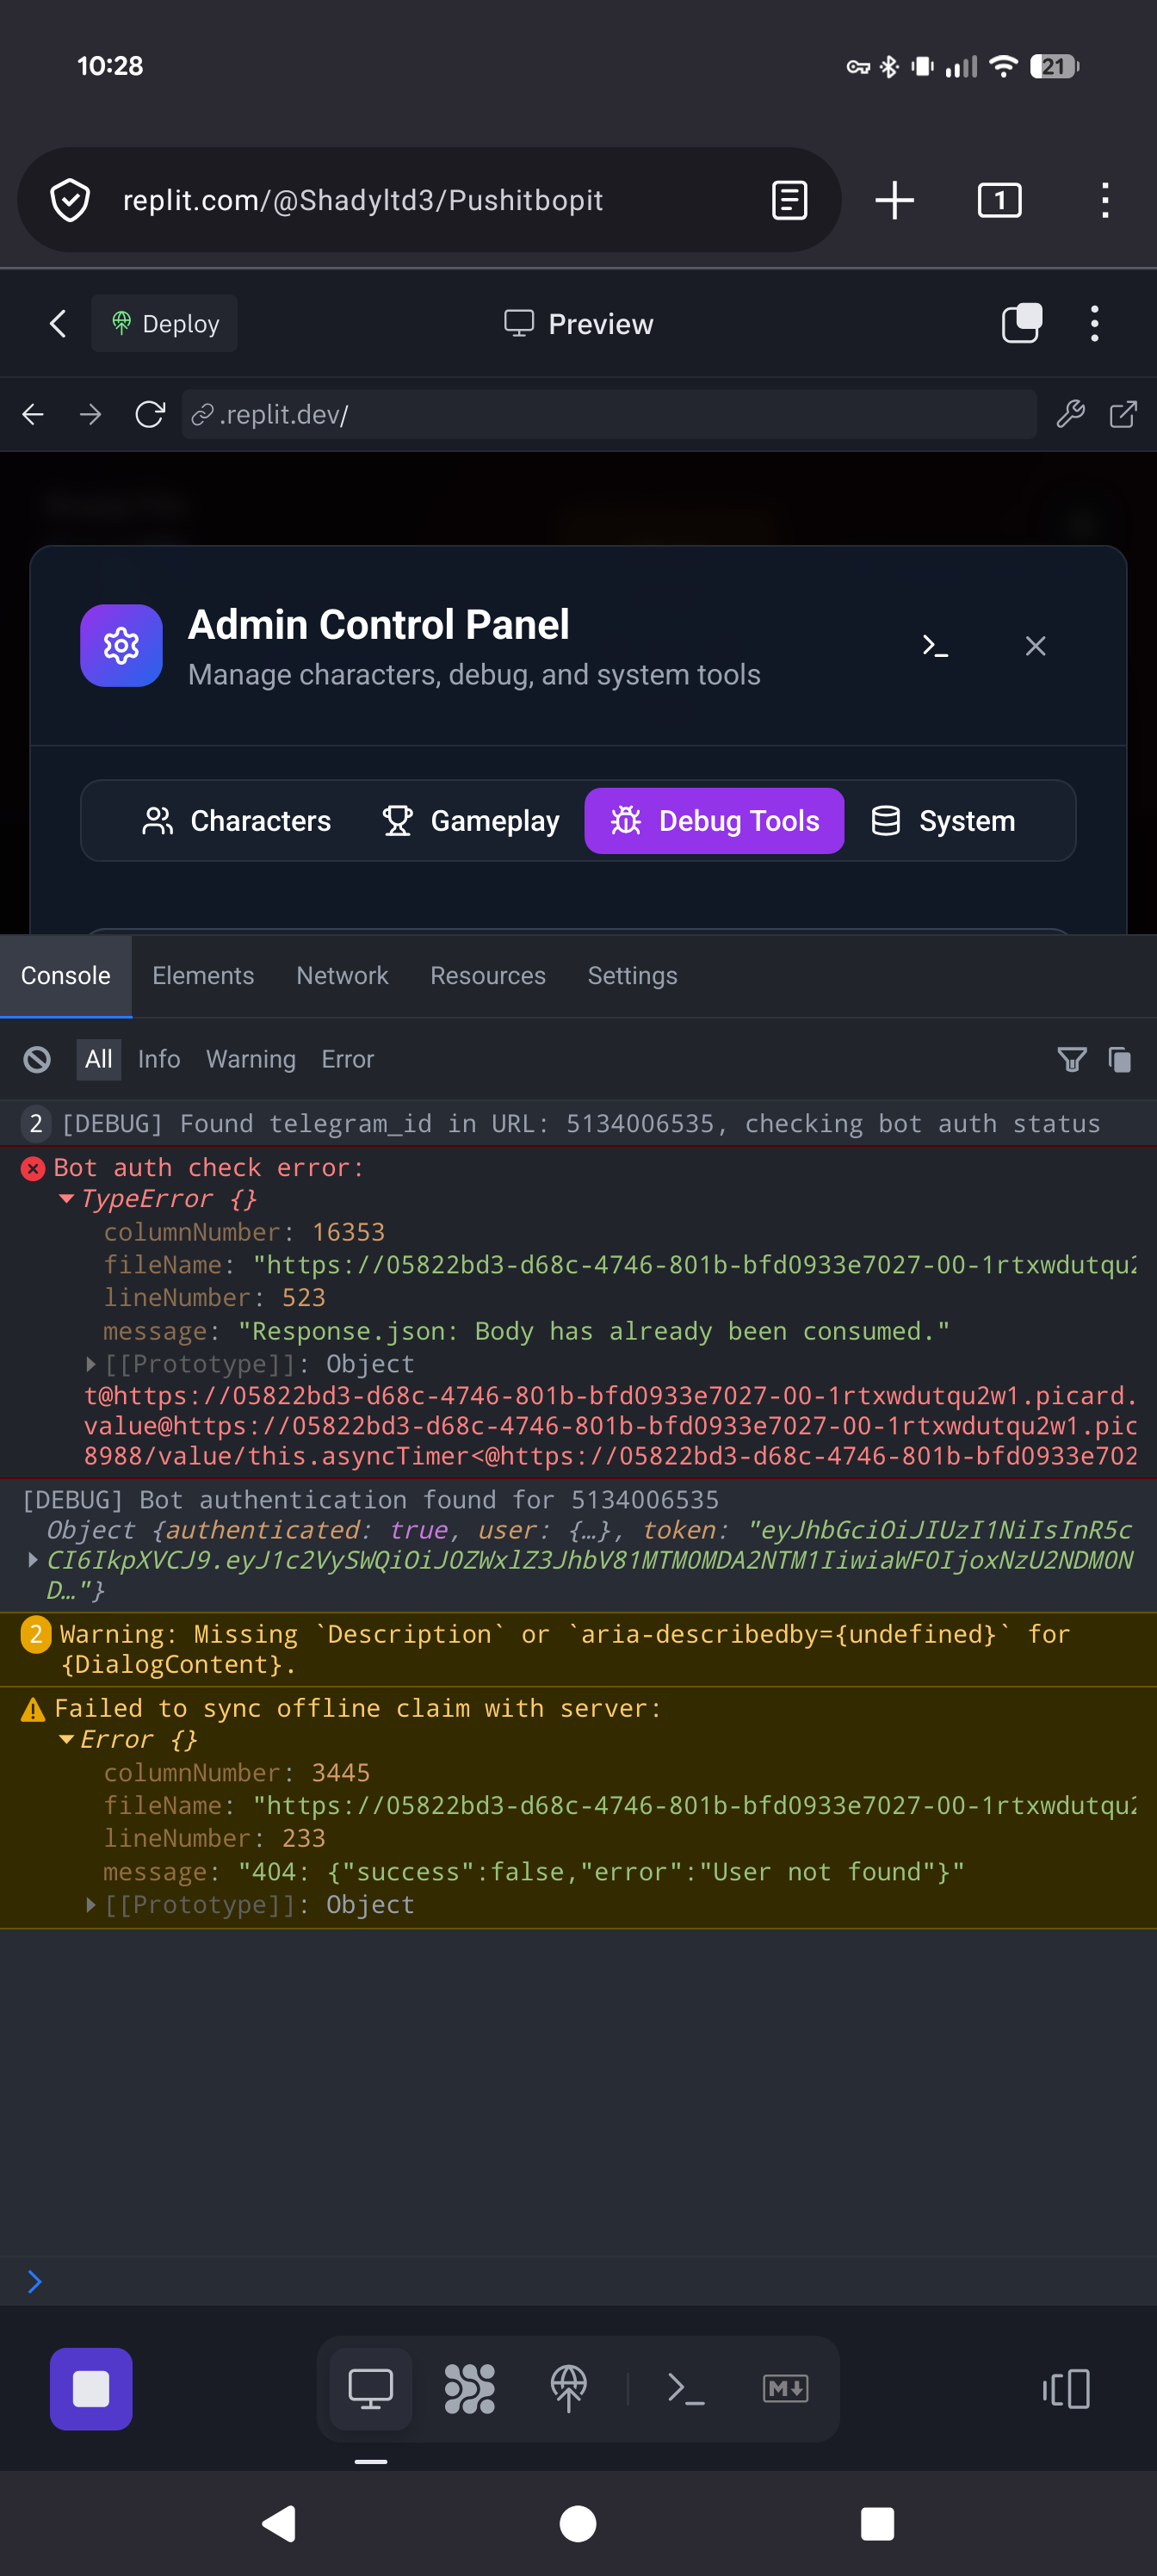 10:28
21
replit.com/@Shadyltd3/Pushitbopit
1
Deploy
Preview
.replit.dev/
Admin Control Panel
Manage characters, debug, and system tools
Characters
Gameplay
Debug Tools
System
Console
Elements
Network
Resources
Settings
All
Info
Warning
Error
2 [DEBUG] Found telegram_id in URL: 5134006535, checking bot auth status
Bot auth check error:
TypeError {}
columnNumber: 16353
fileName: "https://05822bd3-d68c-4746-801b-bfd0933e7027-00-1rtxwdutqu2
lineNumber: 523
message: "Response.json: Body has already been consumed."
[[Prototype]]: Object
t@https://05822bd3-d68c-4746-801b-bfd0933e7027-00-1rtxwdutqu2w1.picard.
value@https://05822bd3-d68c-4746-801b-bfd0933e7027-00-1rtxwdutqu2w1.pic
8988/value/this.asyncTimer<@https://05822bd3-d68c-4746-801b-bfd0933e702
[DEBUG] Bot authentication found for 5134006535
Object {authenticated: true, user: {…}, token: "eyJhbGciOiJIUzI1NiIsInR5c
CI6IkpXVCJ9.eyJ1c2VySWQiOiJ0ZWxlZ3JhbV81MTM0MDA2NTM1IiwiaWF0IjoxNzU2NDM0N
D…"}
2 Warning: Missing `Description` or `aria-describedby={undefined}` for
{DialogContent}.
Failed to sync offline claim with server:
Error {}
columnNumber: 3445
fileName: "https://05822bd3-d68c-4746-801b-bfd0933e7027-00-1rtxwdutqu2
lineNumber: 233
message: "404: {"success":false,"error":"User not found"}"
[[Prototype]]: Object
M